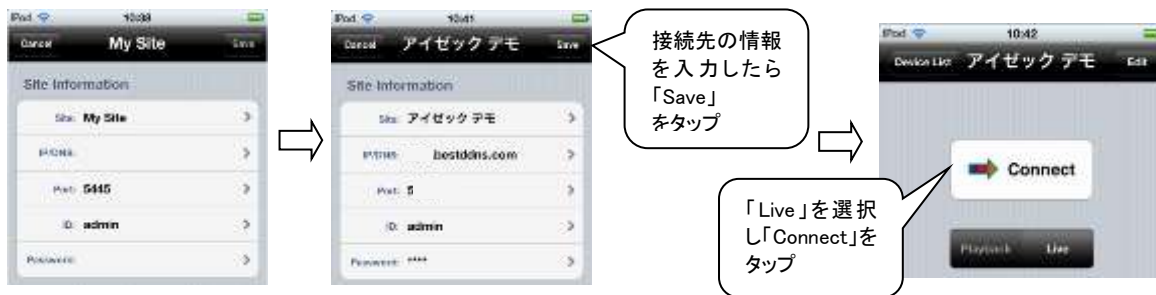 iPod 10:38
Cancel My Site Save
Site Information
Site: My Site
IP/DNS:
Port: 5445
ID: admin
Password:
iPod 10:41
Cancel アイゼック デモ Save
Site Information
Site: アイゼック デモ
IP/DNS: bestddns.com
Port: 5
ID: admin
Password: ****
接続先の情報
を入力したら
「Save」
をタップ
iPod 10:42
Device List アイゼック デモ Edit
Connect
Playback Live
「Live」を選択
し「Connect」を
タップ